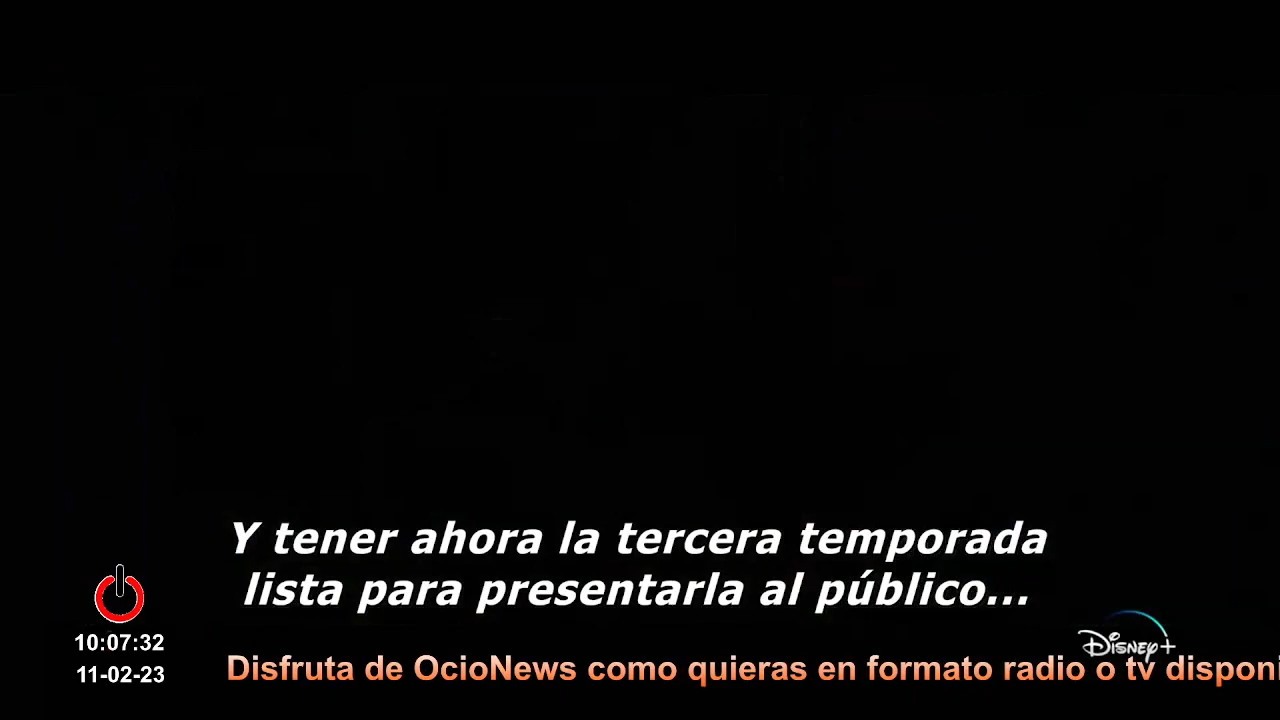 Y tener ahora la tercera temporada
lista para presentarla al público...
10:07:32
11-02-23
Disney+
Disfruta de OcioNews como quieras en formato radio o tv disponi